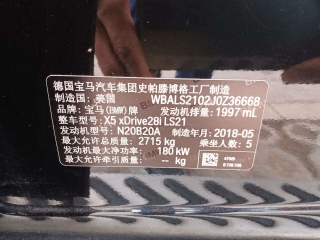 德国宝马汽车集团史帕滕博格工厂制造
制造国：美国 WBALS2102J0Z36668
品牌：宝马(BMW)牌 发动机排量：1997 mL
整车型号：X5 xDrive28i LS21
发动机型号：N20B20A 制造年月：2018-05
最大允许总质量：2715 kg 乘坐人数：5
发动机最大净功率：180 kW
最大允许牵引质量：-- kg